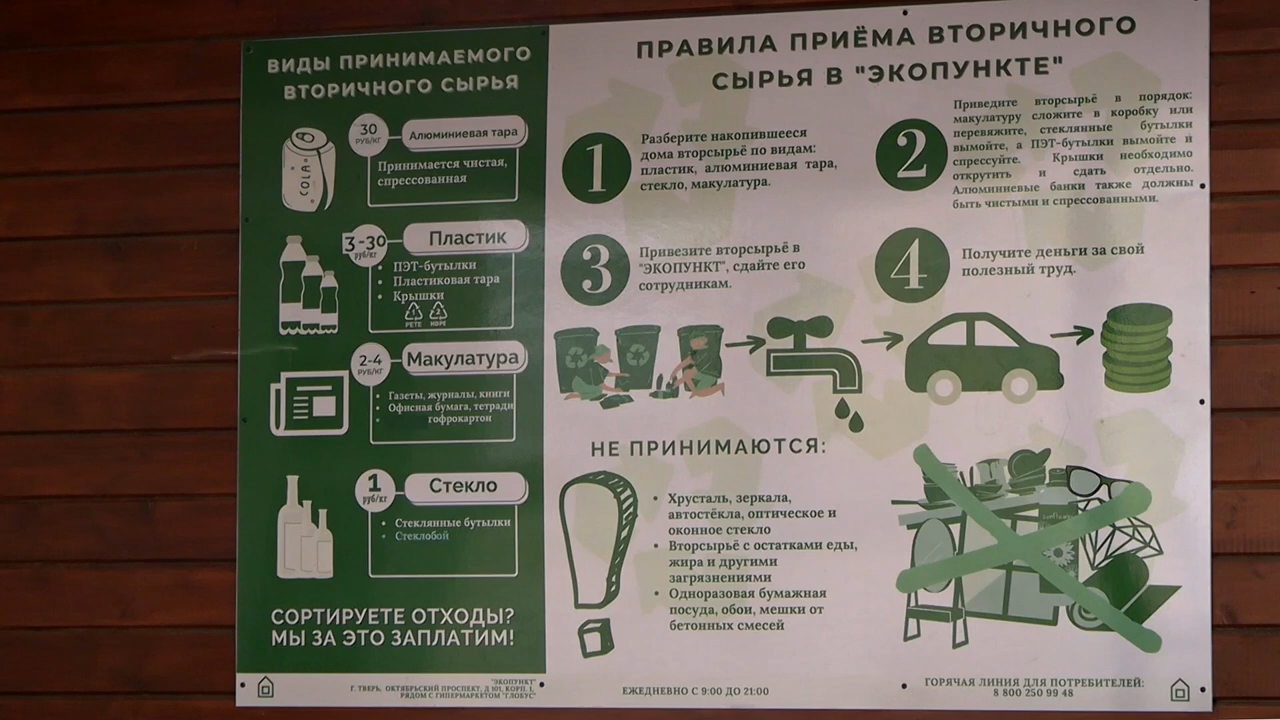 ВИДЫ ПРИНИМАЕМОГО
ВТОРИЧНОГО СЫРЬЯ
30
РУБ/КГ
Алюминиевая тара
Принимается чистая,
спрессованная
COLA
3-30
руб/кг
Пластик
• ПЭТ-бутылки
• Пластиковая тара
• Крышки
1
2
PETE
HDPE
2-4
РУБ/КГ
Макулатура
• Газеты, журналы, книги
• Офисная бумага, тетради
• гофрокартон
1
руб/кг
Стекло
• Стеклянные бутылки
• Стеклобой
СОРТИРУЕТЕ ОТХОДЫ?
МЫ ЗА ЭТО ЗАПЛАТИМ!
"ЭКОПУНКТ"
Г. ТВЕРЬ, ОКТЯБРЬСКИЙ ПРОСПЕКТ, Д 101, КОРП. 1,
РЯДОМ С ГИПЕРМАРКЕТОМ "ГЛОБУС"
ПРАВИЛА ПРИЁМА ВТОРИЧНОГО
СЫРЬЯ В "ЭКОПУНКТЕ"
1
Разберите накопившееся
дома вторсырьё по видам:
пластик, алюминиевая тара,
стекло, макулатура.
2
Приведите вторсырьё в порядок:
макулатуру сложите в коробку или
перевяжите, стеклянные бутылки
вымойте, а ПЭТ-бутылки вымойте и
спрессуйте. Крышки необходимо
открутить и сдать отдельно.
Алюминиевые банки также должны
быть чистыми и спрессованными.
3
Привезите вторсырьё в
"ЭКОПУНКТ", сдайте его
сотрудникам.
4
Получите деньги за свой
полезный труд.
НЕ ПРИНИМАЮТСЯ:
• Хрусталь, зеркала,
автостёкла, оптическое и
оконное стекло
• Вторсырьё с остатками еды,
жира и другими
загрязнениями
• Одноразовая бумажная
посуда, обои, мешки от
бетонных смесей
ЕЖЕДНЕВНО С 9:00 ДО 21:00
ГОРЯЧАЯ ЛИНИЯ ДЛЯ ПОТРЕБИТЕЛЕЙ:
8 800 250 99 48